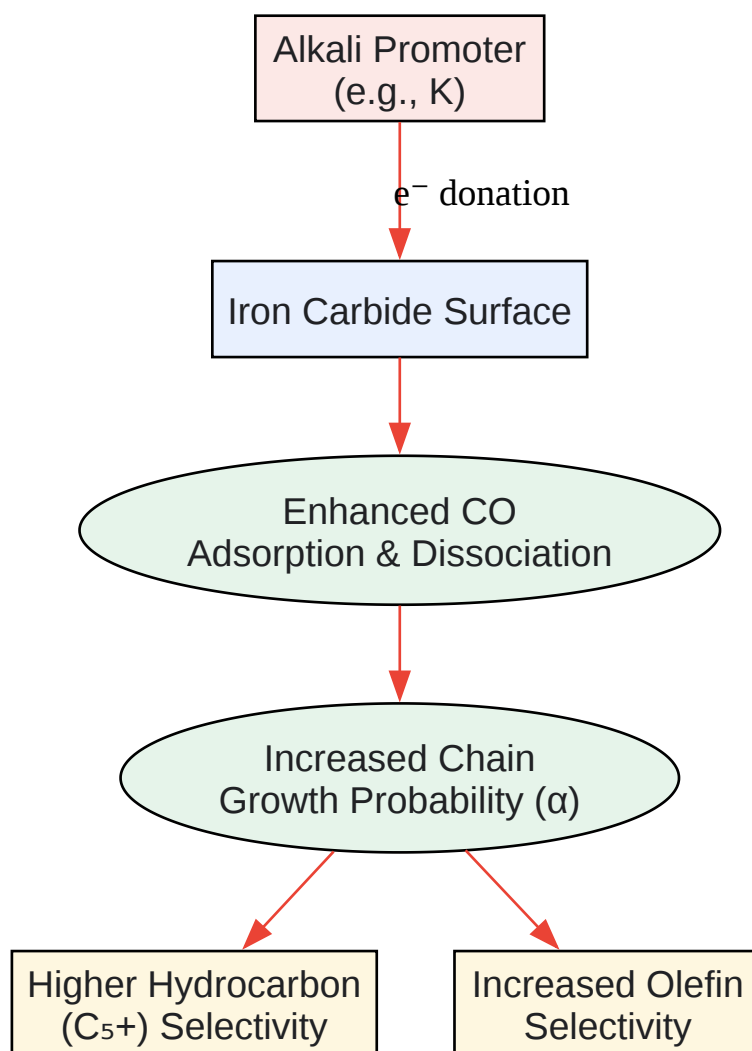 Alkali Promoter
(e.g., K)
e⁻ donation
Iron Carbide Surface
Enhanced CO
Adsorption & Dissociation
Increased Chain
Growth Probability (α)
Higher Hydrocarbon
(C₅+) Selectivity
Increased Olefin
Selectivity